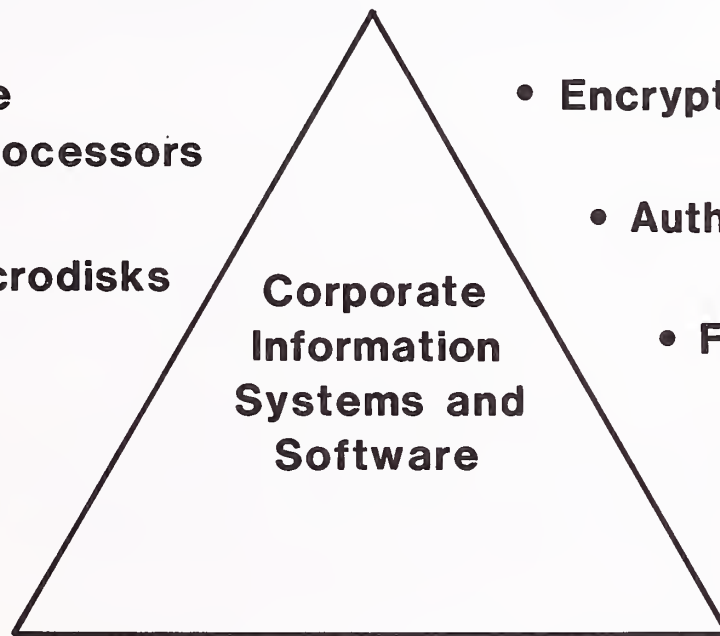 e
ocessors
crodisks
Corporate
Information
Systems and
Software
• Encrypt
• Auth
• F